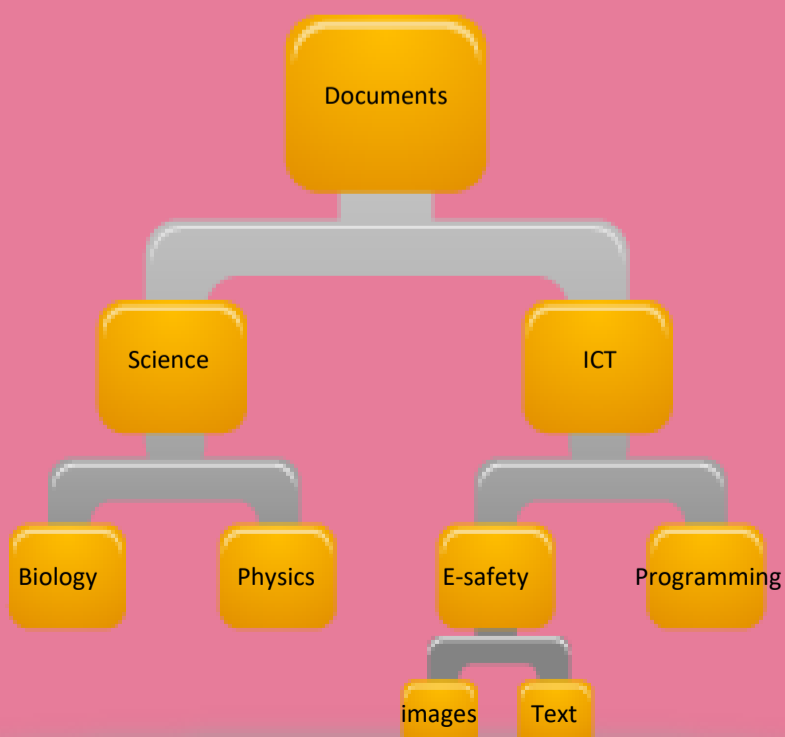 Documents
Science
ICT
Biology
Physics
E-safety
Programming
images
Text